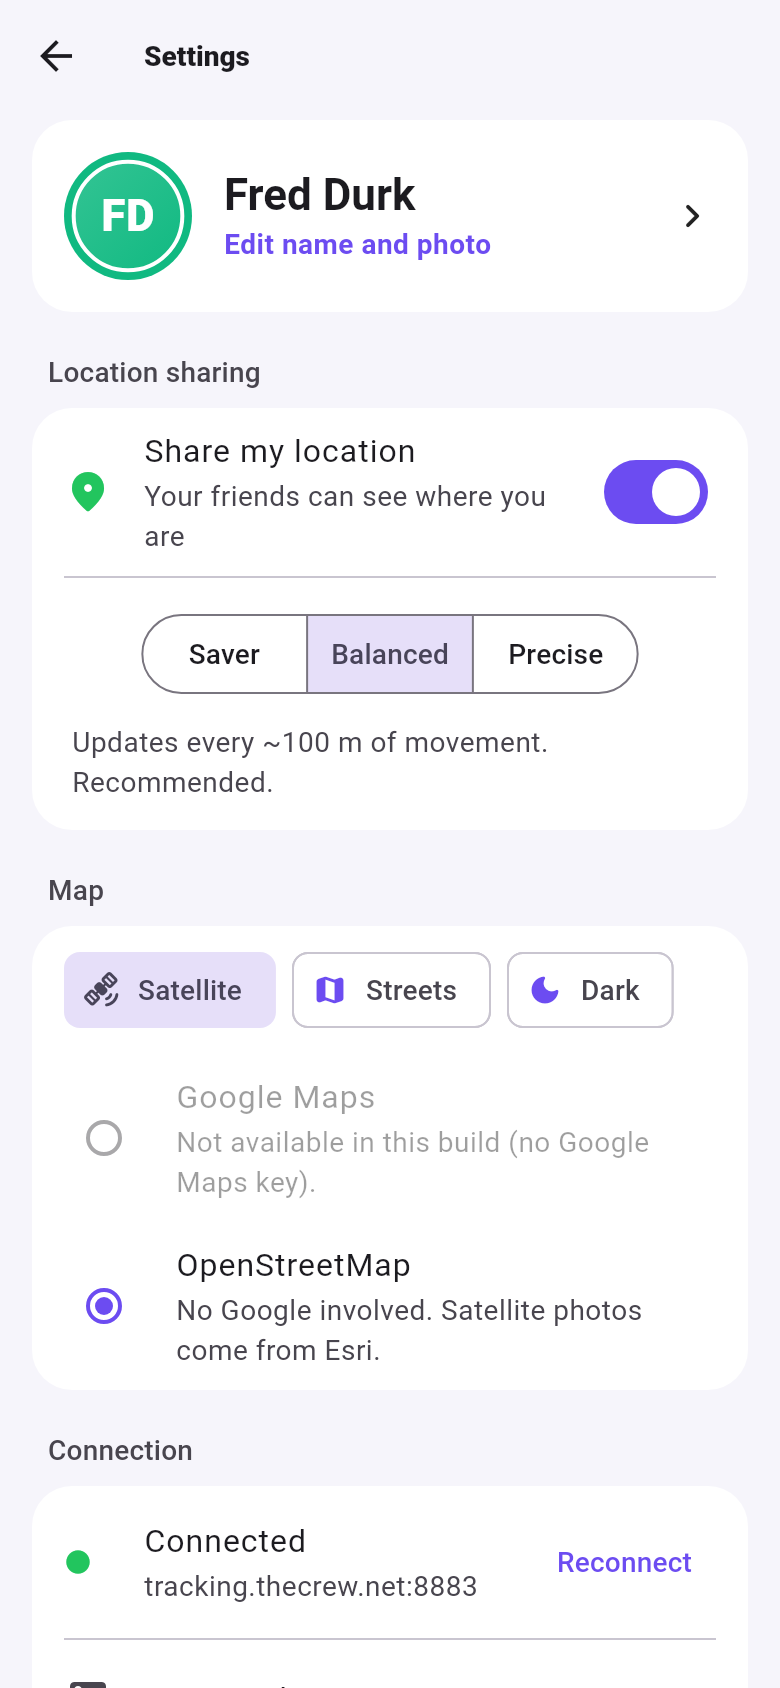 Settings
FD
Fred Durk
Edit name and photo
Location sharing
Share my location
Your friends can see where you
are
Saver
Balanced
Precise
Updates every ~100 m of movement.
Recommended.
Map
Satellite
Streets
Dark
Google Maps
Not available in this build (no Google
Maps key).
OpenStreetMap
No Google involved. Satellite photos
come from Esri.
Connection
Connected
tracking.thecrew.net:8883
Reconnect